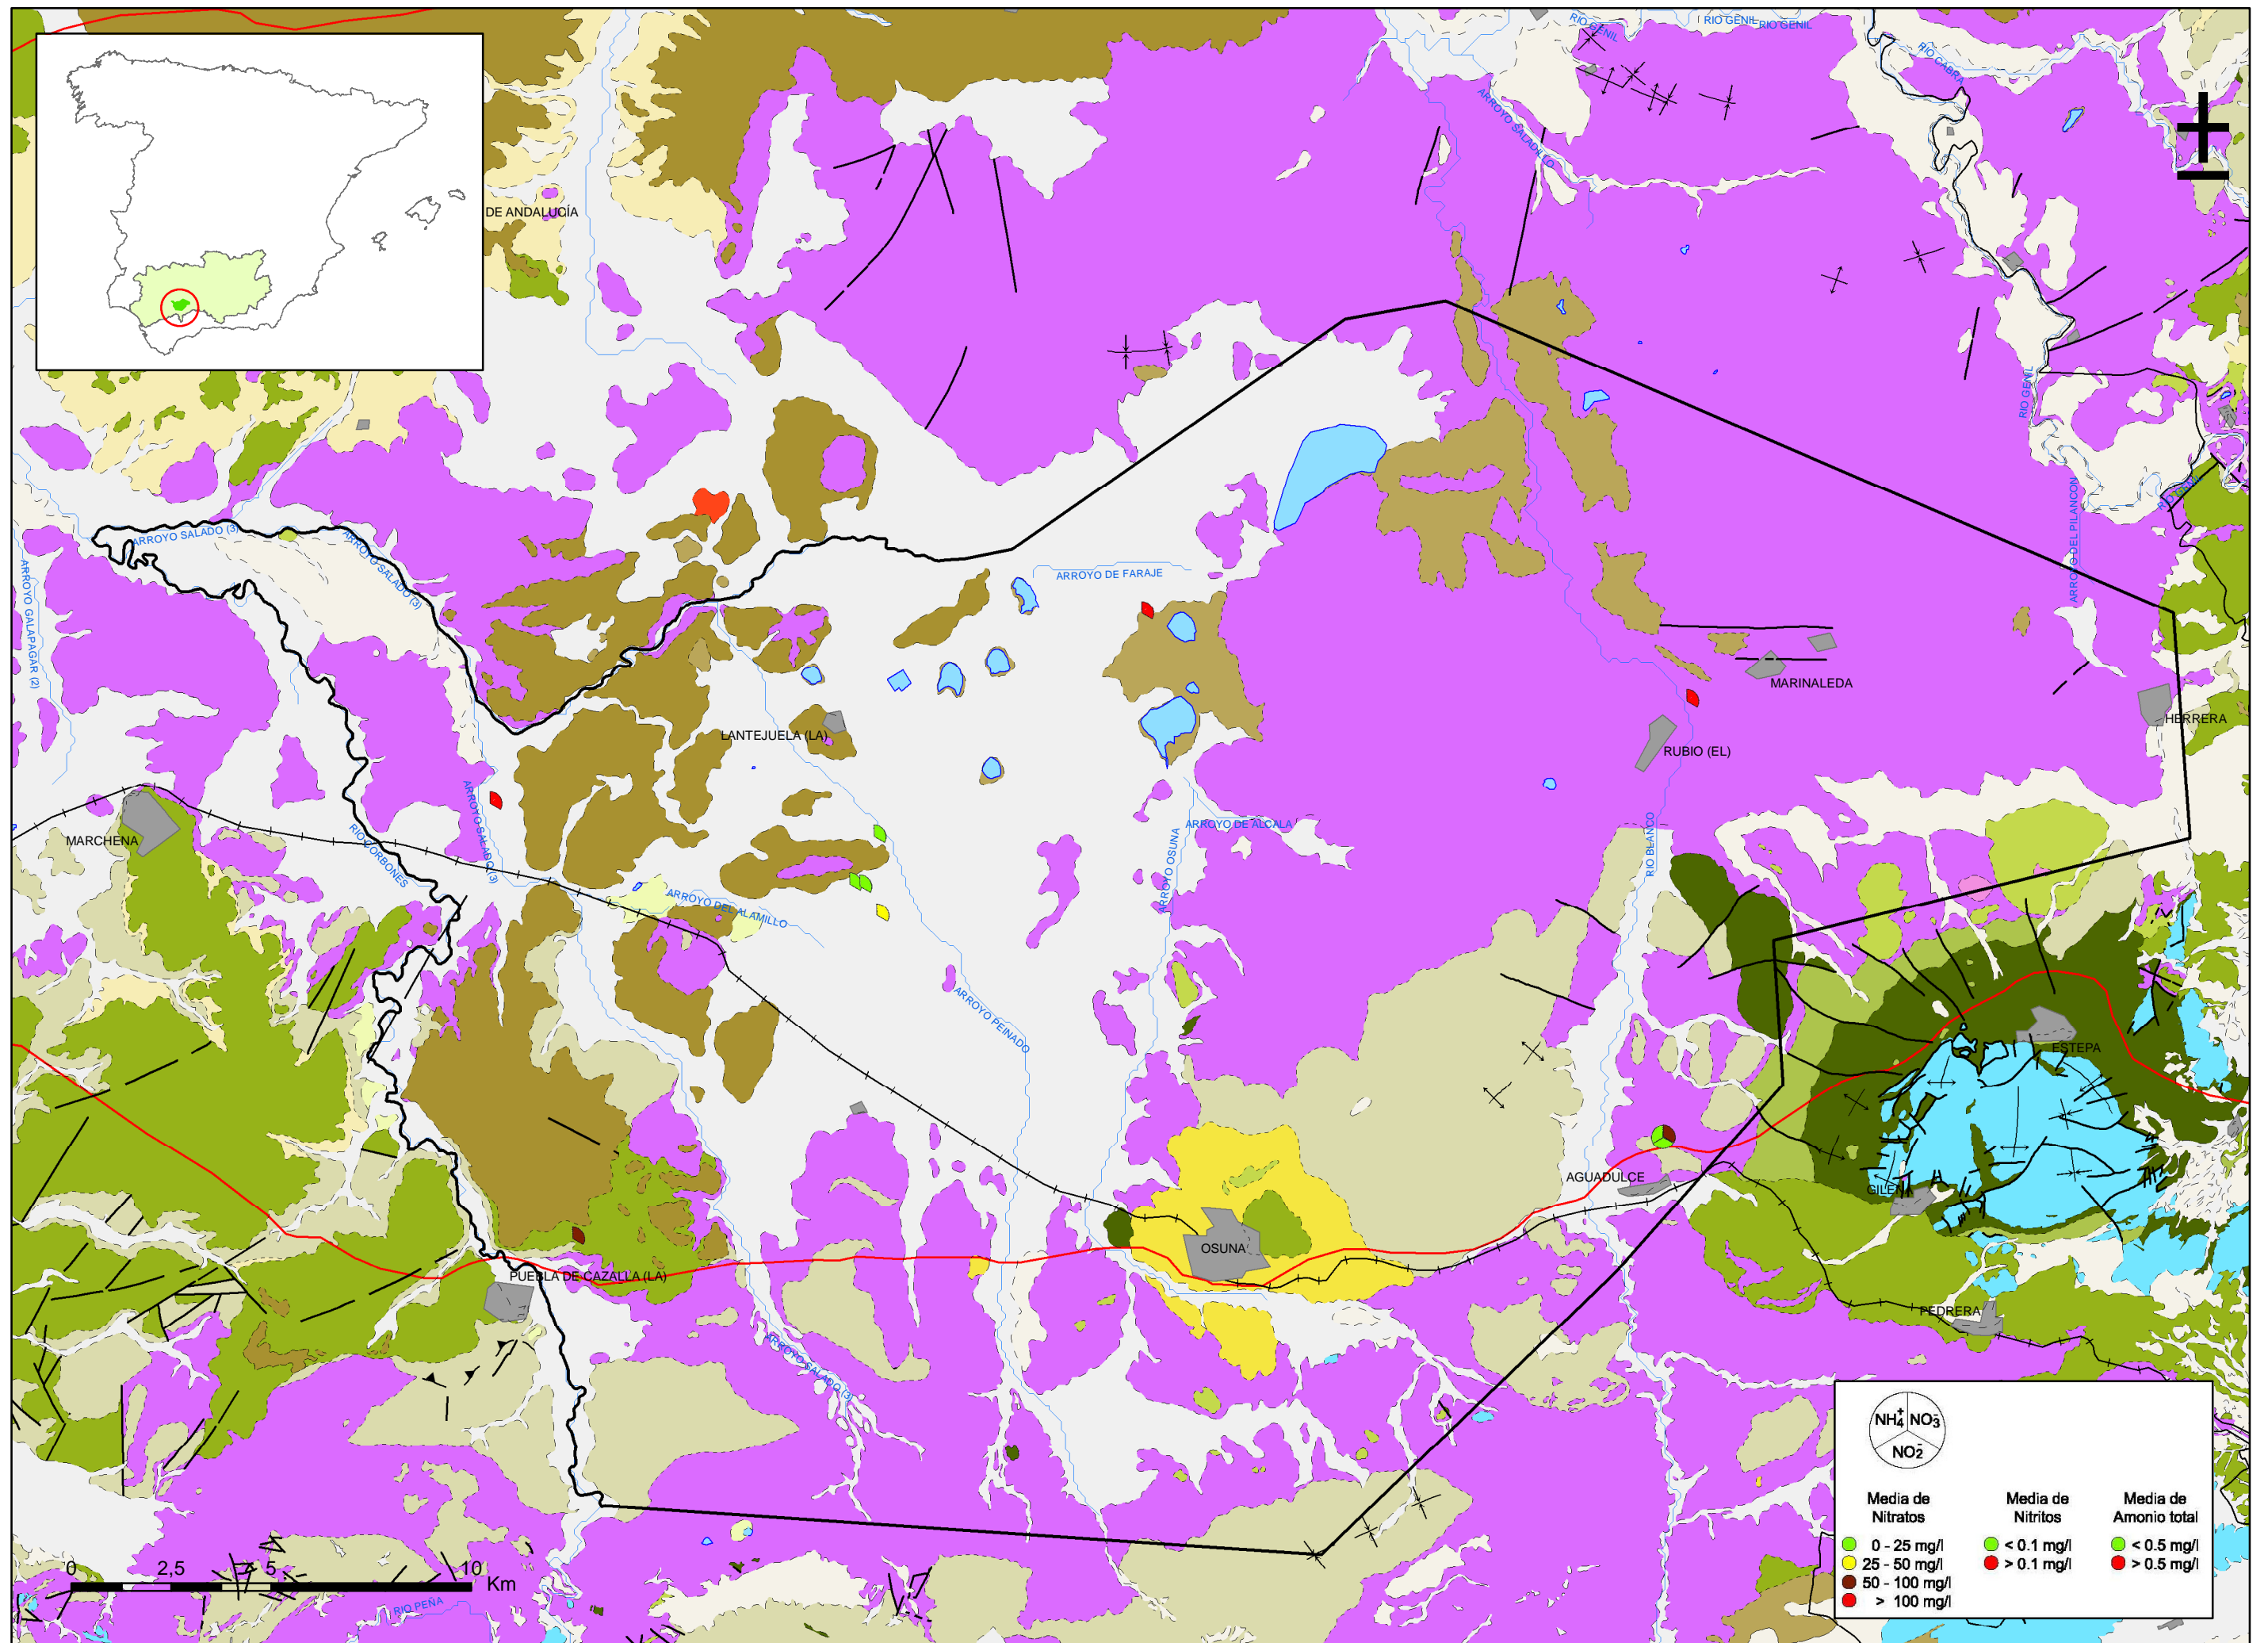 RIO GENIL
RIO GENIL
RIO GENIL
RIO CABRA
ARROYO SALADILLO
DE ANDALUCÍA
RIO GENIL
RIO GENIL
ARROYO DEL PILANCON
ARROYO SALADO (3)
ARROYO SALADO (3)
ARROYO GALAPAGAR (2)
ARROYO DE FARAJE
MARINALEDA
HERRERA
LANTEJUELA (LA)
RUBIO (EL)
ARROYO SALADO (3)
MARCHENA
RIO CORBONES
ARROYO DE ALCALA
ARROYO OSUNA
RIO BLANCO
ARROYO DEL ALAMILLO
ARROYO PEINADO
ESTEPA
AGUADULCE
GILENA
OSUNA
PUEBLA DE CAZALLA (LA)
PEDRERA
ARROYO SALADO (3)
RIO PEÑA
0 2,5 5 10
Km
NH4+ NO3-
NO2-
Media de Nitratos
0 - 25 mg/l
25 - 50 mg/l
50 - 100 mg/l
> 100 mg/l
Media de Nitritos
< 0.1 mg/l
> 0.1 mg/l
Media de Amonio total
< 0.5 mg/l
> 0.5 mg/l